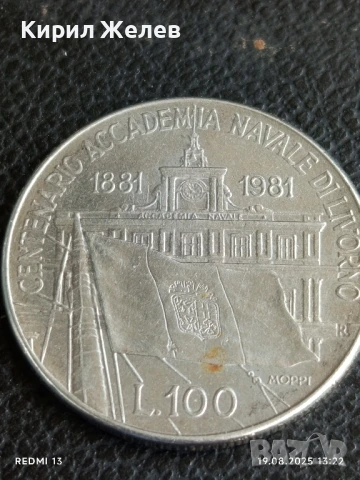 Кирил Желев
CENTENARIO ACCADEMIA NAVALE DI LIVORNO
1881 1981
ACCADEMIA NAVALE
R
MOPPI
L.100
BAZAR
REDMI 13
19.08.2025 13:22